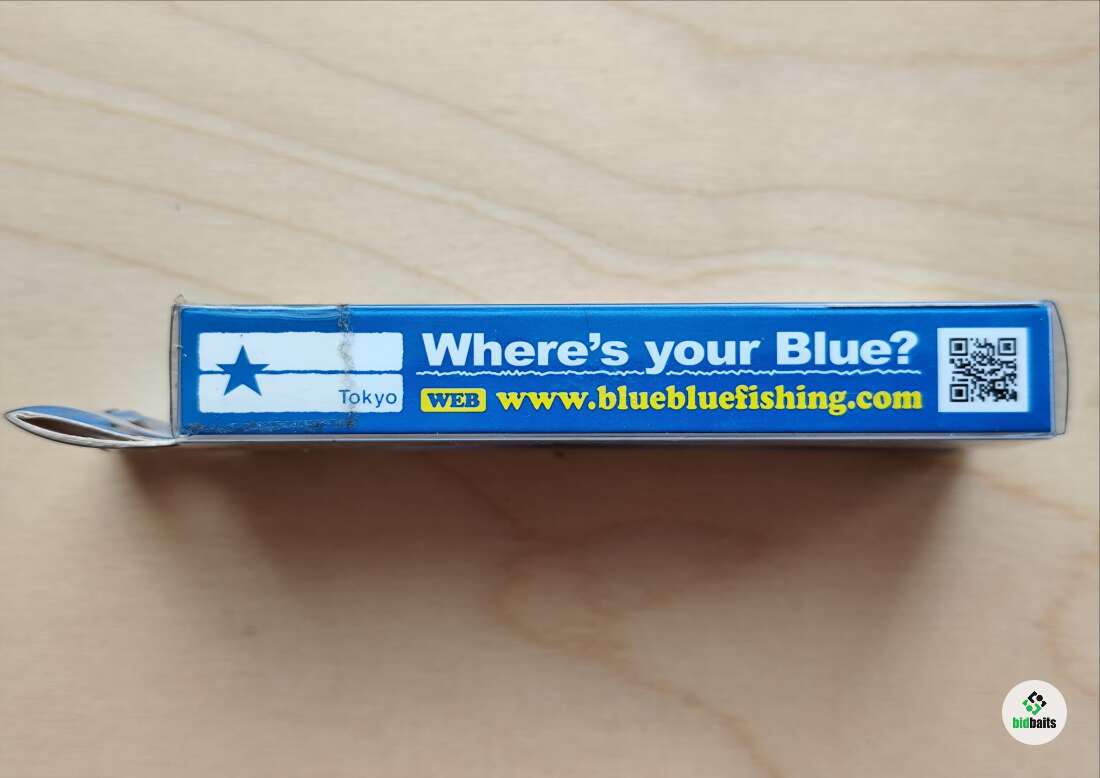 Tokyo
Where's your Blue?
WEB www.bluebluefishing.com
bidbaits